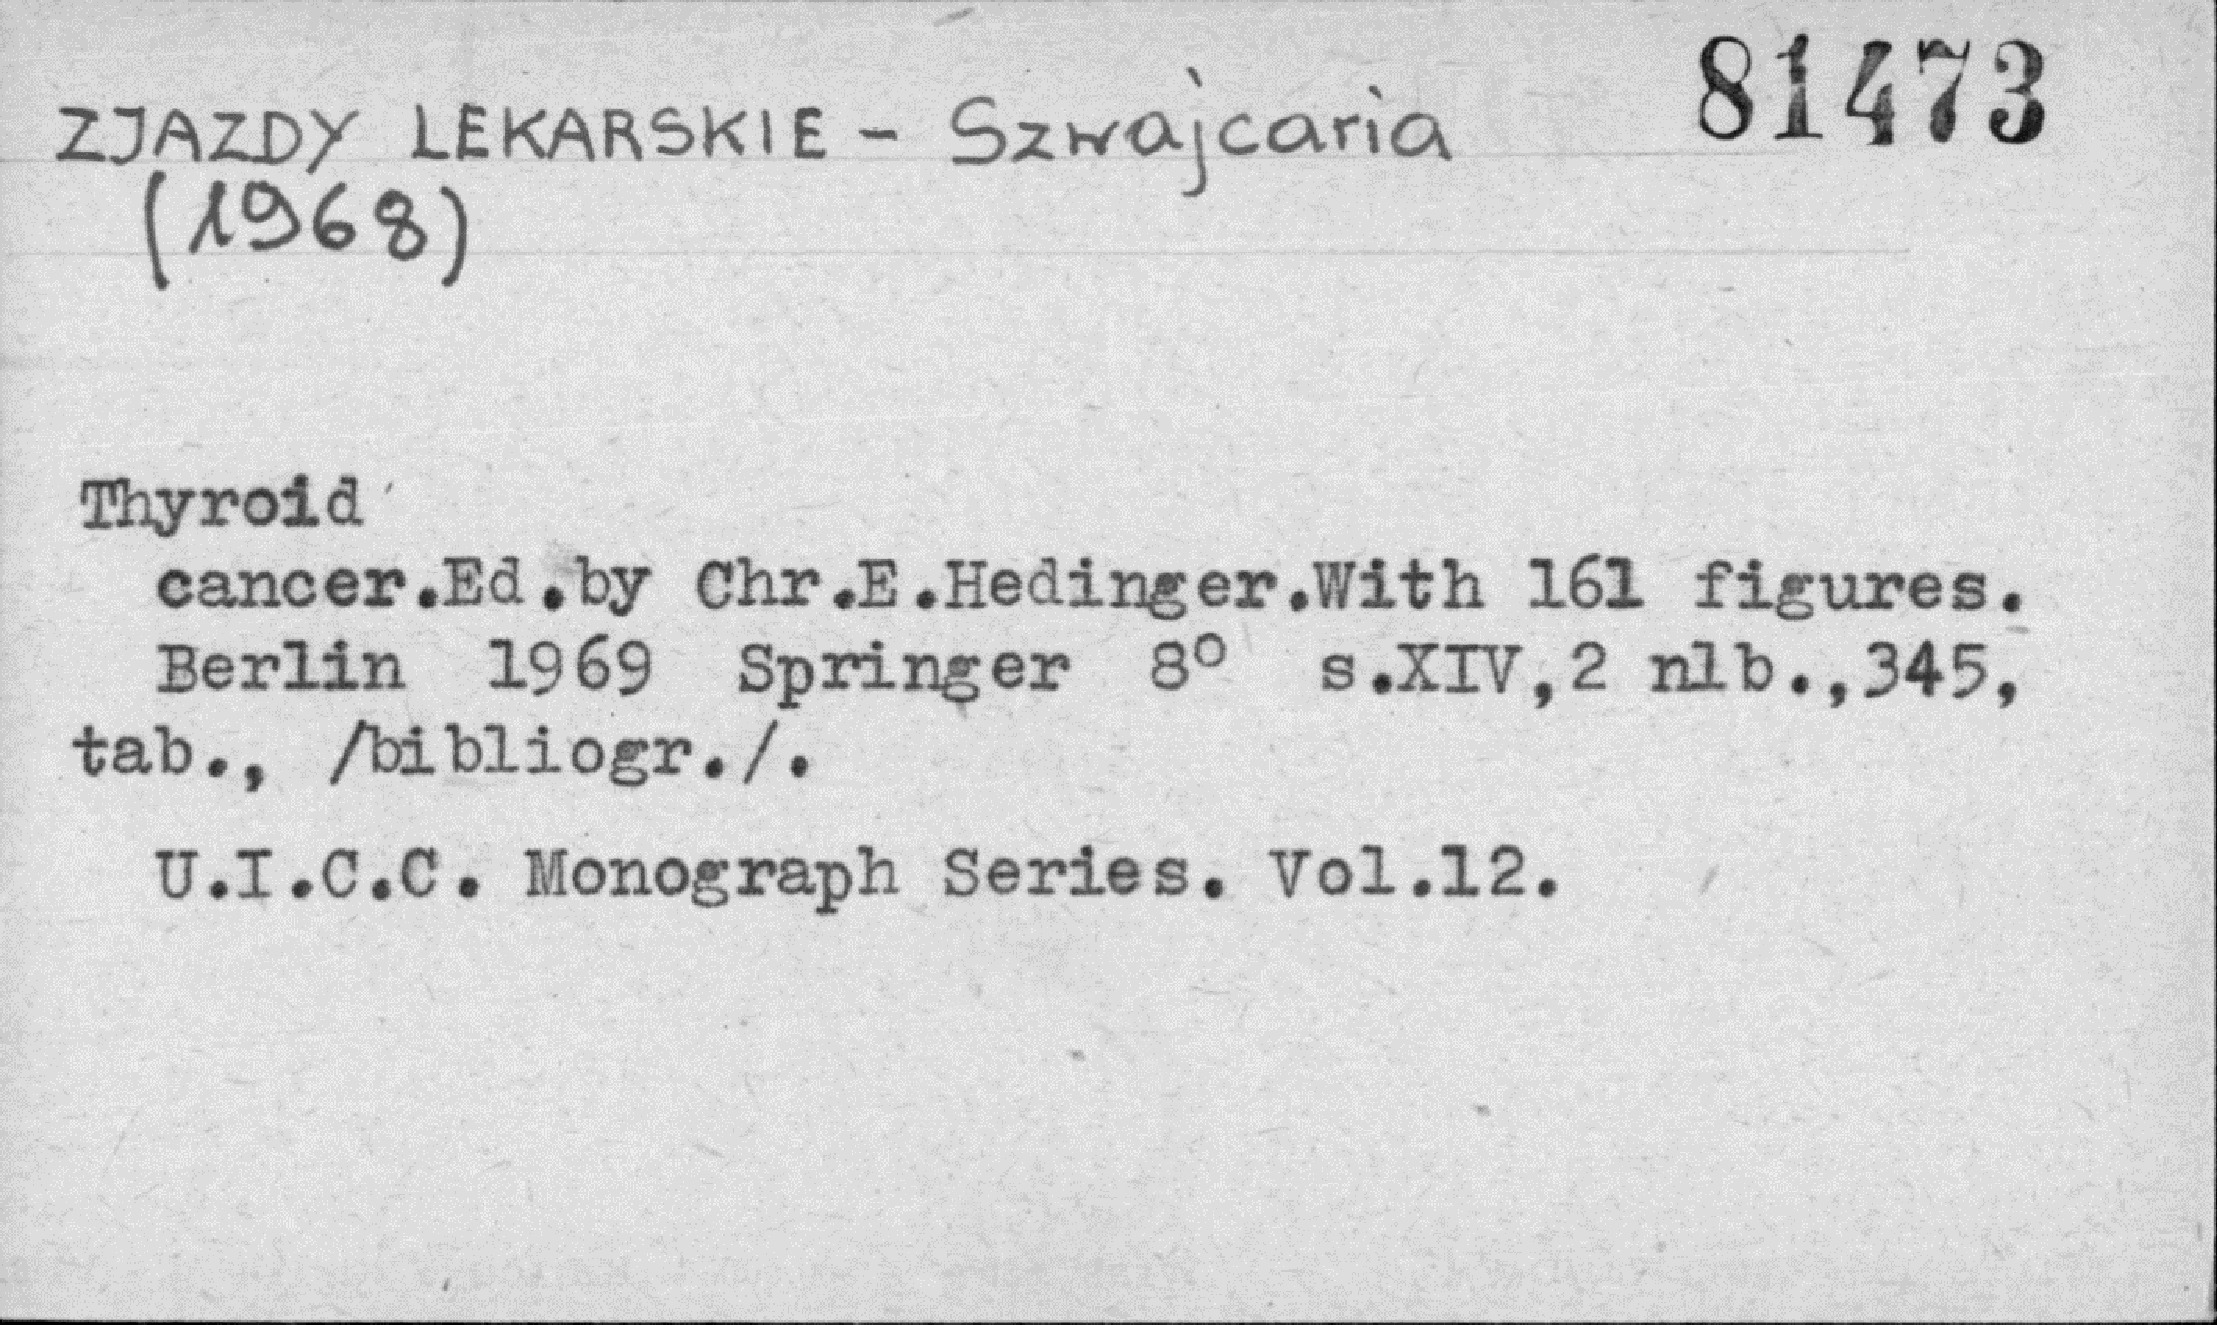 81473
ZJAZDY LEKARSKIE - Szwajcaria
(1968)
Thyroid
cancer.Ed.by Chr.E.Hedinger.With 161 figures.
Berlin 1969 Springer 8° s.XIV,2 nlb.,345,
tab., /bibliogr./.
U.I.C.C. Monograph Series. Vol.12.